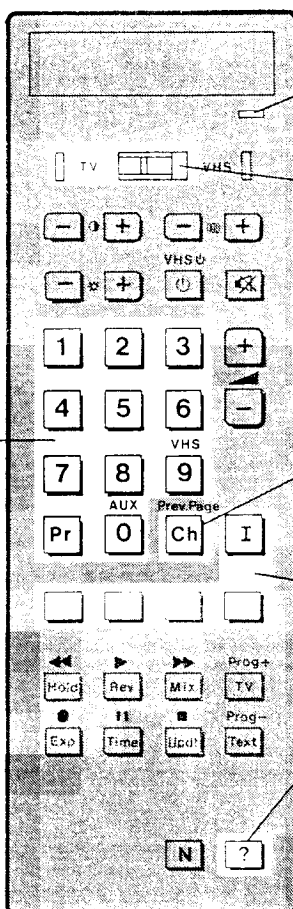 TV VHS
- + - +
VHS
- +
1 2 3 +
4 5 6 -
VHS
7 8 9
AUX Prev.Page
Pr 0 Ch I
Prog+
Hold Rev Mix TV
Prog-
Exp Time Updt Text
N ?